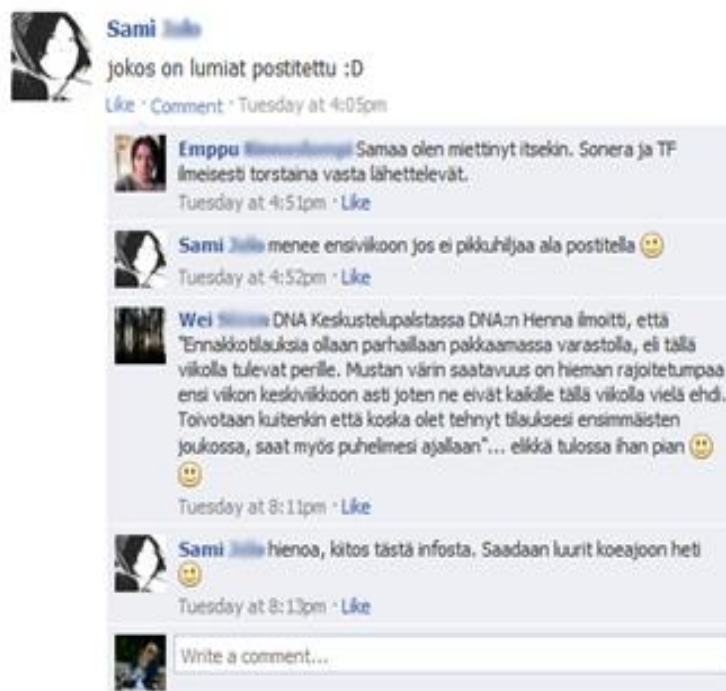 Sami
jokos on lumiat postitettu :D
Like · Comment · Tuesday at 4:05pm
Emppu Samaa olen miettinyt itsekin. Sonera ja TF
ilmeisesti torstaina vasta lähettelevät.
Tuesday at 4:51pm · Like
Sami menee ensiviikoon jos ei pikkuhiljaa ala postitella
Tuesday at 4:52pm · Like
Wei DNA Keskustelupalstassa DNA:n Henna ilmoitti, että
"Ennakkotilauksia ollaan parhaillaan pakkaamassa varastolla, eli tällä
viikolla tulevat perille. Mustan värin saatavuus on hieman rajoitetumpaa
ensi viikon keskiviikkoon asti joten ne eivät kaikille tällä viikolla vielä ehdi.
Toivotaan kuitenkin että koska olet tehnyt tilauksesi ensimmäisten
joukossa, saat myös puhelimesi ajallaan"... elikkä tulossa ihan pian
Tuesday at 8:11pm · Like
Sami hienoa, kitos tästä infosta. Saadaan luurit koeajoon heti
Tuesday at 8:13pm · Like
Write a comment...